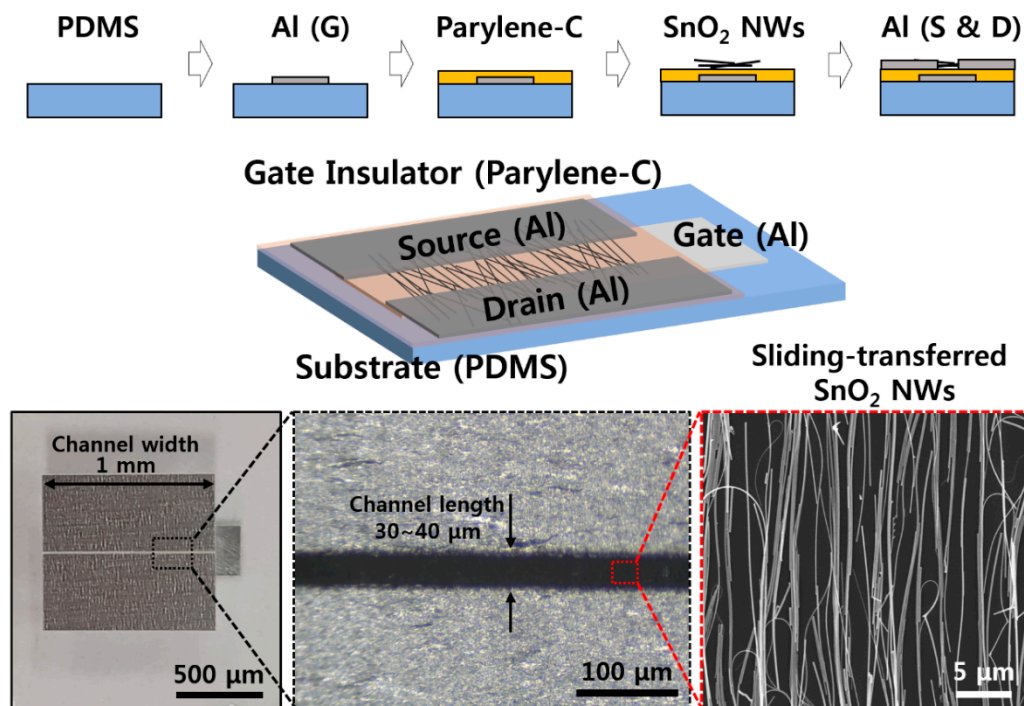 PDMS
Al (G)
Parylene-C
SnO₂ NWs
Al (S & D)
Gate Insulator (Parylene-C)
Source (Al)
Gate (Al)
Drain (Al)
Substrate (PDMS)
Sliding-transferred
SnO₂ NWs
Channel width
1 mm
500 μm
Channel length
30~40 μm
100 μm
5 μm